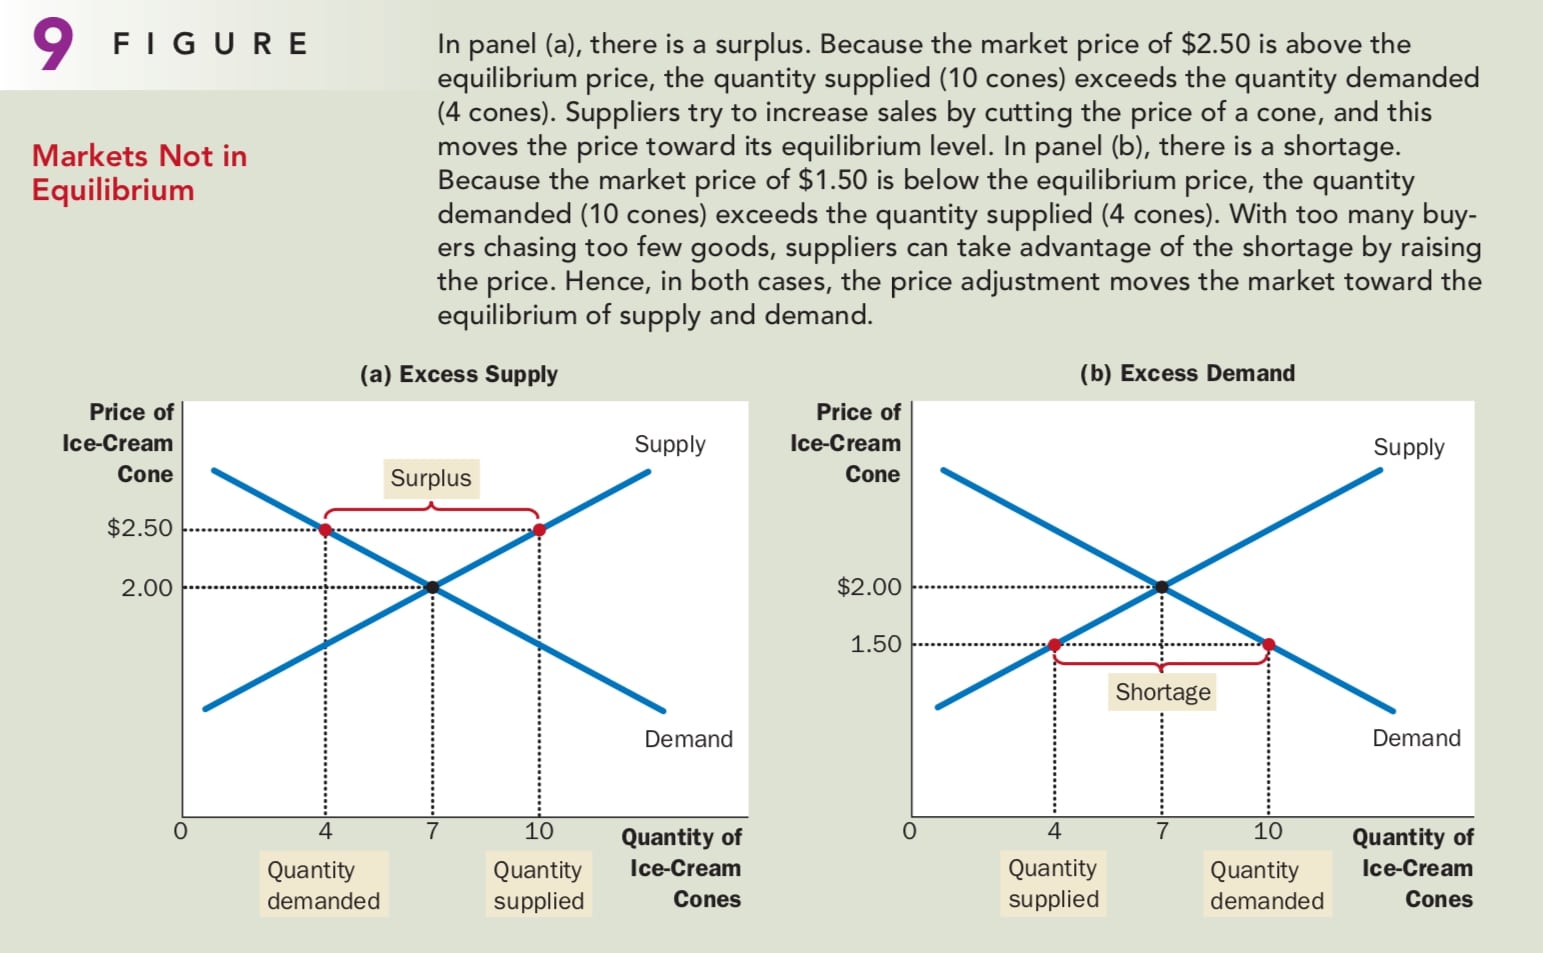 9 FIGURE
Markets Not in
Equilibrium
In panel (a), there is a surplus. Because the market price of $2.50 is above the
equilibrium price, the quantity supplied (10 cones) exceeds the quantity demanded
(4 cones). Suppliers try to increase sales by cutting the price of a cone, and this
moves the price toward its equilibrium level. In panel (b), there is a shortage.
Because the market price of $1.50 is below the equilibrium price, the quantity
demanded (10 cones) exceeds the quantity supplied (4 cones). With too many buy-
ers chasing too few goods, suppliers can take advantage of the shortage by raising
the price. Hence, in both cases, the price adjustment moves the market toward the
equilibrium of supply and demand.
(a) Excess Supply
Price of
Ice-Cream
Cone
Supply
Surplus
$2.50
2.00
Demand
0
4
7
10
Quantity of
Ice-Cream
Cones
Quantity
demanded
Quantity
supplied
(b) Excess Demand
Price of
Ice-Cream
Cone
Supply
$2.00
1.50
Shortage
Demand
0
4
7
10
Quantity of
Ice-Cream
Cones
Quantity
supplied
Quantity
demanded